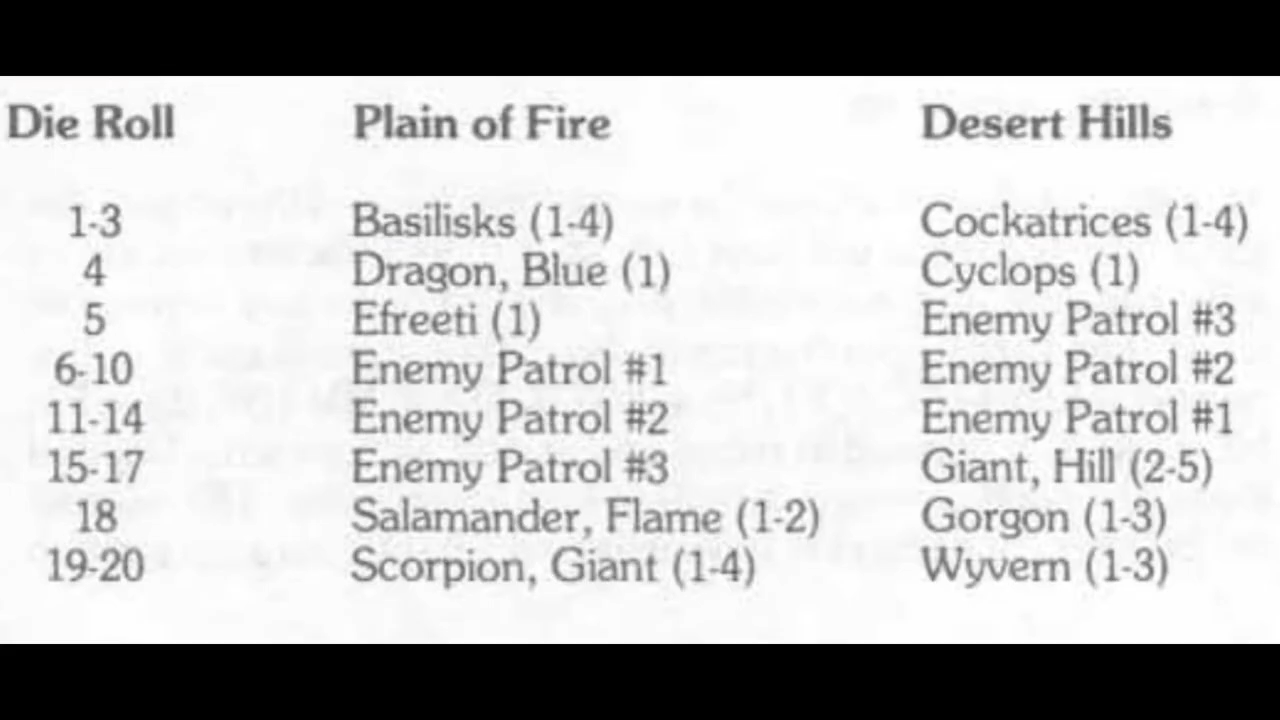 Die Roll Plain of Fire Desert Hills
1-3 Basilisks (1-4) Cockatrices (1-4)
4 Dragon, Blue (1) Cyclops (1)
5 Efreeti (1) Enemy Patrol #3
6-10 Enemy Patrol #1 Enemy Patrol #2
11-14 Enemy Patrol #2 Enemy Patrol #1
15-17 Enemy Patrol #3 Giant, Hill (2-5)
18 Salamander, Flame (1-2) Gorgon (1-3)
19-20 Scorpion, Giant (1-4) Wyvern (1-3)